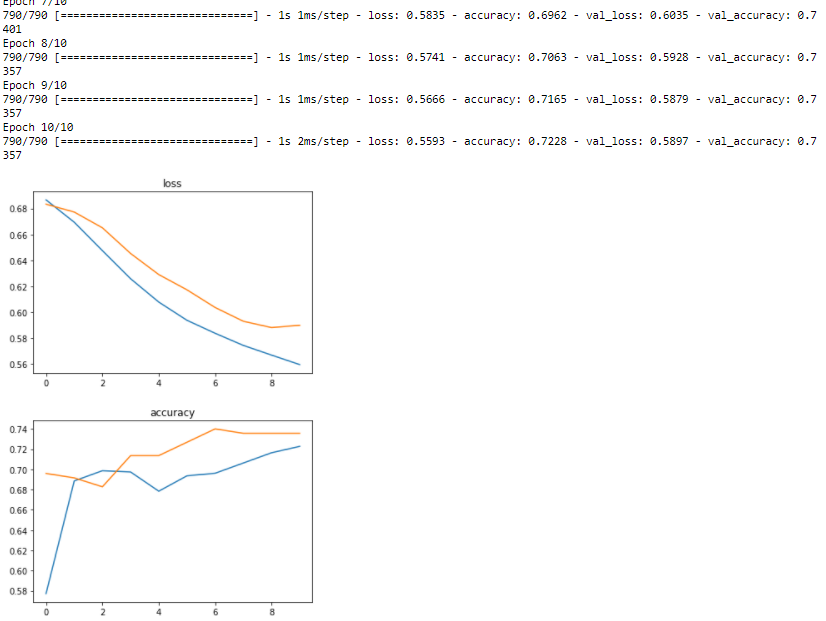 Epoch 7/10
790/790 [==============================] - 1s 1ms/step - loss: 0.5835 - accuracy: 0.6962 - val_loss: 0.6035 - val_accuracy: 0.7
401
Epoch 8/10
790/790 [==============================] - 1s 1ms/step - loss: 0.5741 - accuracy: 0.7063 - val_loss: 0.5928 - val_accuracy: 0.7
357
Epoch 9/10
790/790 [==============================] - 1s 1ms/step - loss: 0.5666 - accuracy: 0.7165 - val_loss: 0.5879 - val_accuracy: 0.7
357
Epoch 10/10
790/790 [==============================] - 1s 2ms/step - loss: 0.5593 - accuracy: 0.7228 - val_loss: 0.5897 - val_accuracy: 0.7
357
loss
0.68
0.66
0.64
0.62
0.60
0.58
0.56
0 2 4 6 8
accuracy
0.74
0.72
0.70
0.68
0.66
0.64
0.62
0.60
0.58
0 2 4 6 8